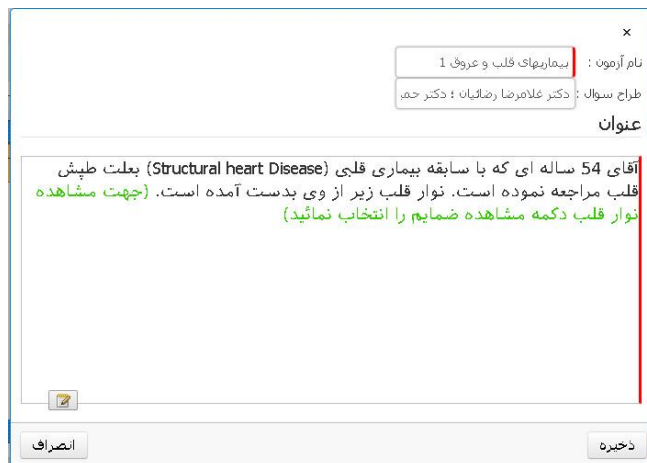 ×
نام آزمون : بیماریهای قلب و عروق 1
طراح سوال : دکتر غلامرضا رضائیان ؛ دکتر حمی
عنوان
آقای 54 ساله ای که با سابقه بیماری قلبی (Structural heart Disease) بعلت طپش
قلب مراجعه نموده است. نوار قلب زیر از وی بدست آمده است. (جهت مشاهده
نوار قلب دکمه مشاهده ضمایم را انتخاب نمائید)
ذخیره
انصراف